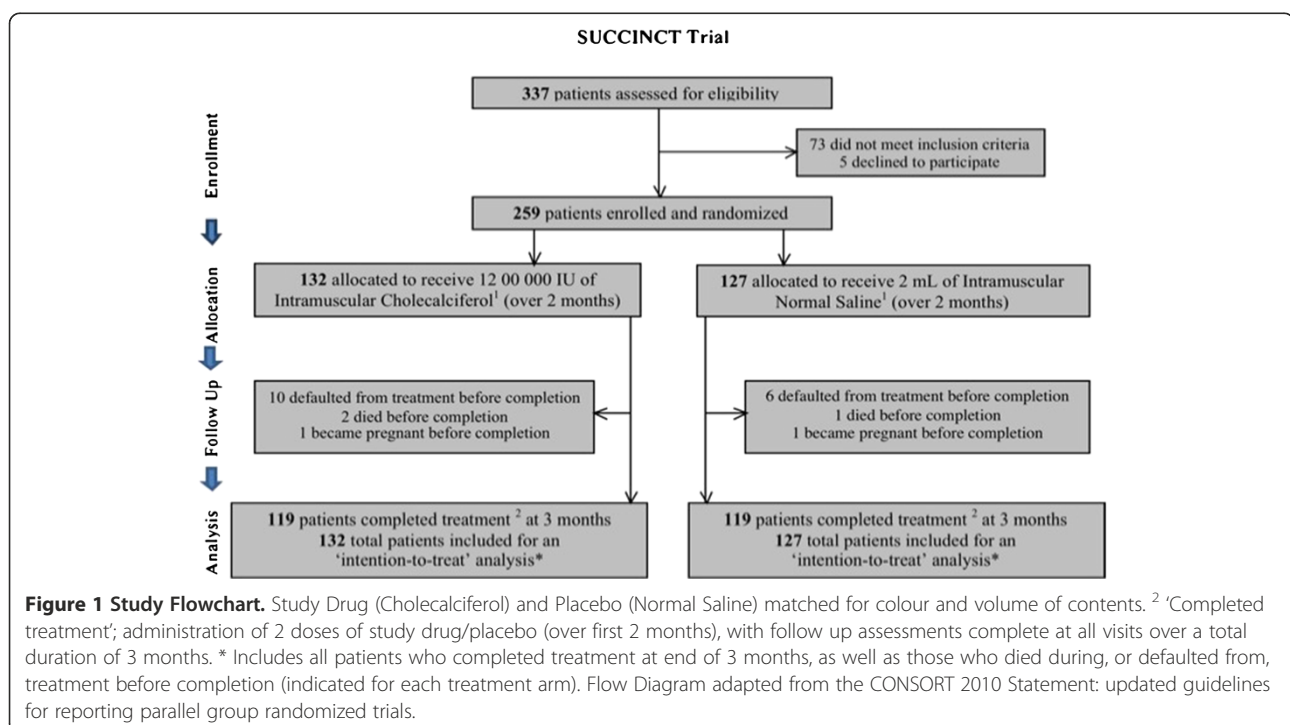 SUCCINCT Trial
337 patients assessed for eligibility
73 did not meet inclusion criteria
5 declined to participate
Enrollment
259 patients enrolled and randomized
132 allocated to receive 12 00 000 IU of
Intramuscular Cholecalciferol¹ (over 2 months)
127 allocated to receive 2 mL of Intramuscular
Normal Saline¹ (over 2 months)
Allocation
10 defaulted from treatment before completion
2 died before completion
1 became pregnant before completion
6 defaulted from treatment before completion
1 died before completion
1 became pregnant before completion
Follow Up
119 patients completed treatment ² at 3 months
132 total patients included for an
‘intention-to-treat’ analysis*
119 patients completed treatment ² at 3 months
127 total patients included for an
‘intention-to-treat’ analysis*
Analysis
Figure 1 Study Flowchart. Study Drug (Cholecalciferol) and Placebo (Normal Saline) matched for colour and volume of contents. ² ‘Completed
treatment’; administration of 2 doses of study drug/placebo (over first 2 months), with follow up assessments complete at all visits over a total
duration of 3 months. * Includes all patients who completed treatment at end of 3 months, as well as those who died during, or defaulted from,
treatment before completion (indicated for each treatment arm). Flow Diagram adapted from the CONSORT 2010 Statement: updated guidelines
for reporting parallel group randomized trials.